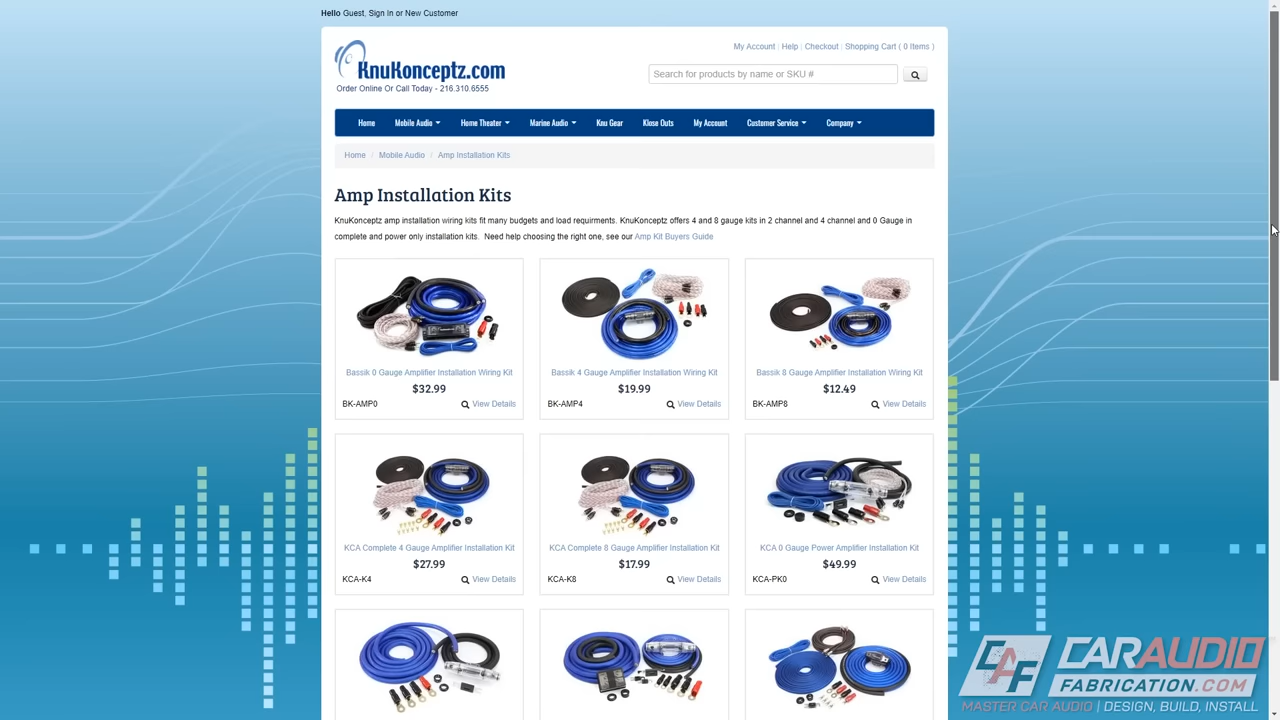 Hello Guest, Sign In or New Customer
My Account | Help | Checkout | Shopping Cart ( 0 Items )
KnuKonceptz.com
Search for products by name or SKU #
Order Online Or Call Today - 216.310.6555
Home Mobile Audio Home Theater Marine Audio Knu Gear Klose Outs My Account Customer Service Company
Home / Mobile Audio / Amp Installation Kits
Amp Installation Kits
KnuKonceptz amp installation wiring kits fit many budgets and load requirments. KnuKonceptz offers 4 and 8 gauge kits in 2 channel and 4 channel and 0 Gauge in
complete and power only installation kits. Need help choosing the right one, see our Amp Kit Buyers Guide
Bassik 0 Gauge Amplifier Installation Wiring Kit
$32.99
BK-AMP0 View Details
Bassik 4 Gauge Amplifier Installation Wiring Kit
$19.99
BK-AMP4 View Details
Bassik 8 Gauge Amplifier Installation Wiring Kit
$12.49
BK-AMP8 View Details
KCA Complete 4 Gauge Amplifier Installation Kit
$27.99
KCA-K4 View Details
KCA Complete 8 Gauge Amplifier Installation Kit
$17.99
KCA-K8 View Details
KCA 0 Gauge Power Amplifier Installation Kit
$49.99
KCA-PK0 View Details
CAF
CAR AUDIO
FABRICATION.COM
MASTER CAR AUDIO | DESIGN, BUILD, INSTALL